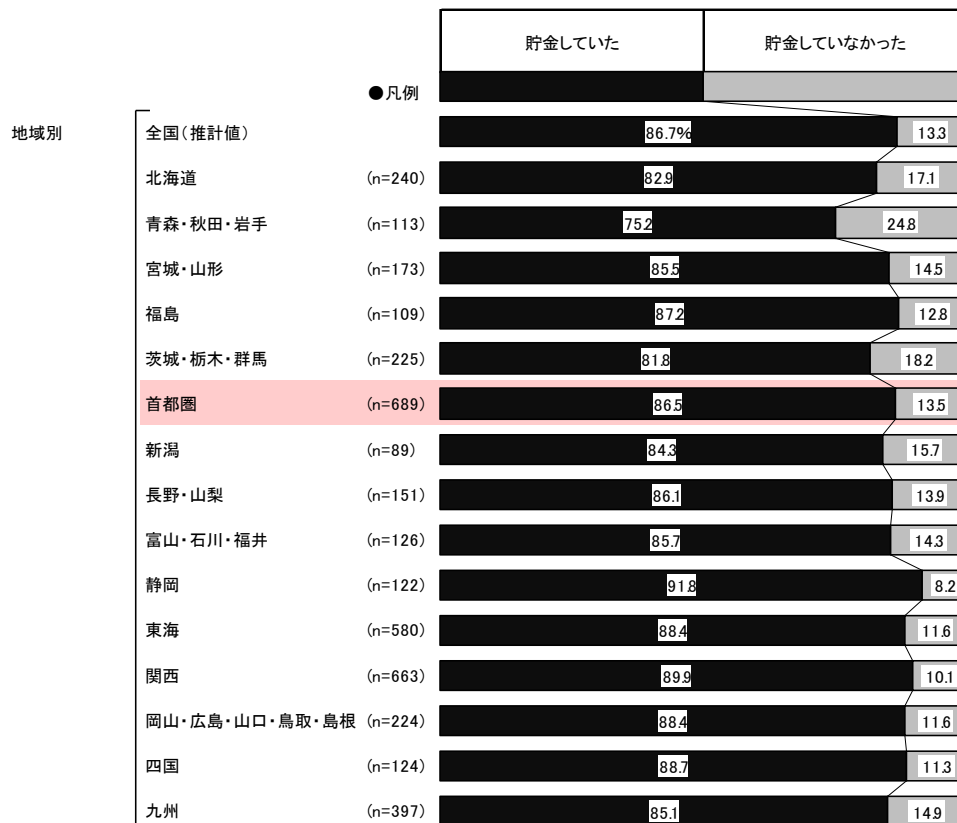 貯金していた 貯金していなかった
●凡例
地域別 全国(推計値) 86.7% 13.3
北海道 (n=240) 82.9 17.1
青森・秋田・岩手 (n=113) 75.2 24.8
宮城・山形 (n=173) 85.5 14.5
福島 (n=109) 87.2 12.8
茨城・栃木・群馬 (n=225) 81.8 18.2
首都圏 (n=689) 86.5 13.5
新潟 (n=89) 84.3 15.7
長野・山梨 (n=151) 86.1 13.9
富山・石川・福井 (n=126) 85.7 14.3
静岡 (n=122) 91.8 8.2
東海 (n=580) 88.4 11.6
関西 (n=663) 89.9 10.1
岡山・広島・山口・鳥取・島根 (n=224) 88.4 11.6
四国 (n=124) 88.7 11.3
九州 (n=397) 85.1 14.9